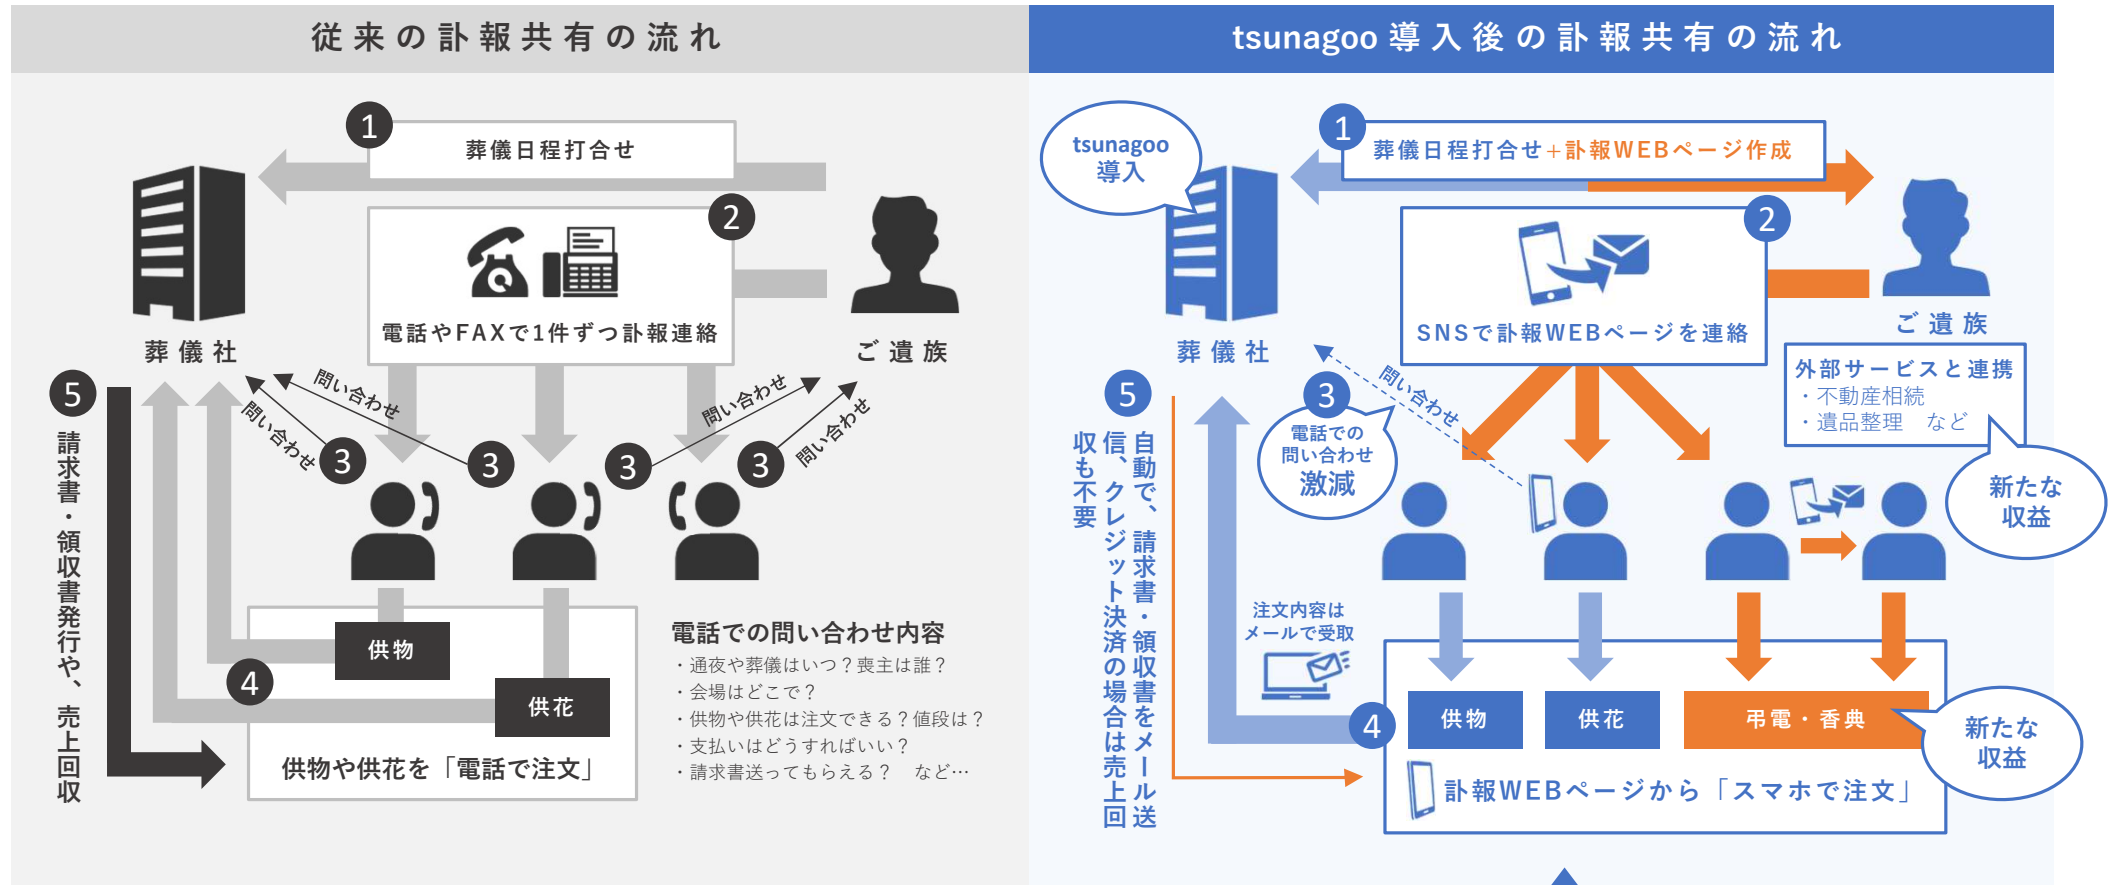 従来の訃報共有の流れ
1
葬儀日程打合せ
2
電話やFAXで1件ずつ訃報連絡
葬儀社
ご遺族
問い合わせ
問い合わせ
問い合わせ
問い合わせ
3
3
3
3
5
請求書・領収書発行や、売上回収
供物
4
供花
供物や供花を「電話で注文」
電話での問い合わせ内容
・通夜や葬儀はいつ？喪主は誰？
・会場はどこで？
・供物や供花は注文できる？値段は？
・支払いはどうすればいい？
・請求書送ってもらえる？　など…
tsunagoo 導入後の訃報共有の流れ
tsunagoo
導入
1
葬儀日程打合せ+訃報WEBページ作成
2
SNSで訃報WEBページを連絡
葬儀社
ご遺族
外部サービスと連携
・不動産相続
・遺品整理　など
新たな
収益
問い合わせ
3
電話での
問い合わせ
激減
5
自動で、請求書・領収書をメール送
信、クレジット決済の場合は売上回
収も不要
注文内容は
メールで受取
4
供物
供花
弔電・香典
新たな
収益
訃報WEBページから「スマホで注文」